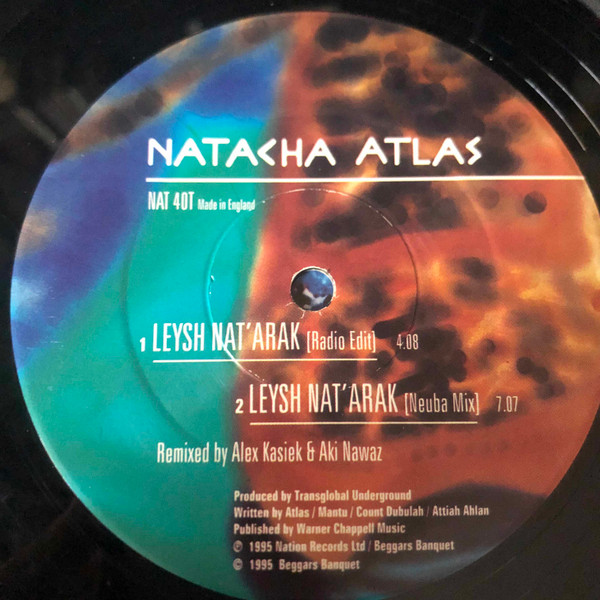 NATACHA ATLAS
NAT 40T Made in England
1 LEYSH NAT'ARAK [Radio Edit] 4.08
2 LEYSH NAT'ARAK [Neuba Mix] 7.07
Remixed by Alex Kasiek & Aki Nawaz
Produced by Transglobal Underground
Written by Atlas / Mantu / Count Dubulah / Attiah Ahlan
Published by Warner Chappell Music
℗ 1995 Nation Records Ltd / Beggars Banquet
© 1995 Beggars Banquet